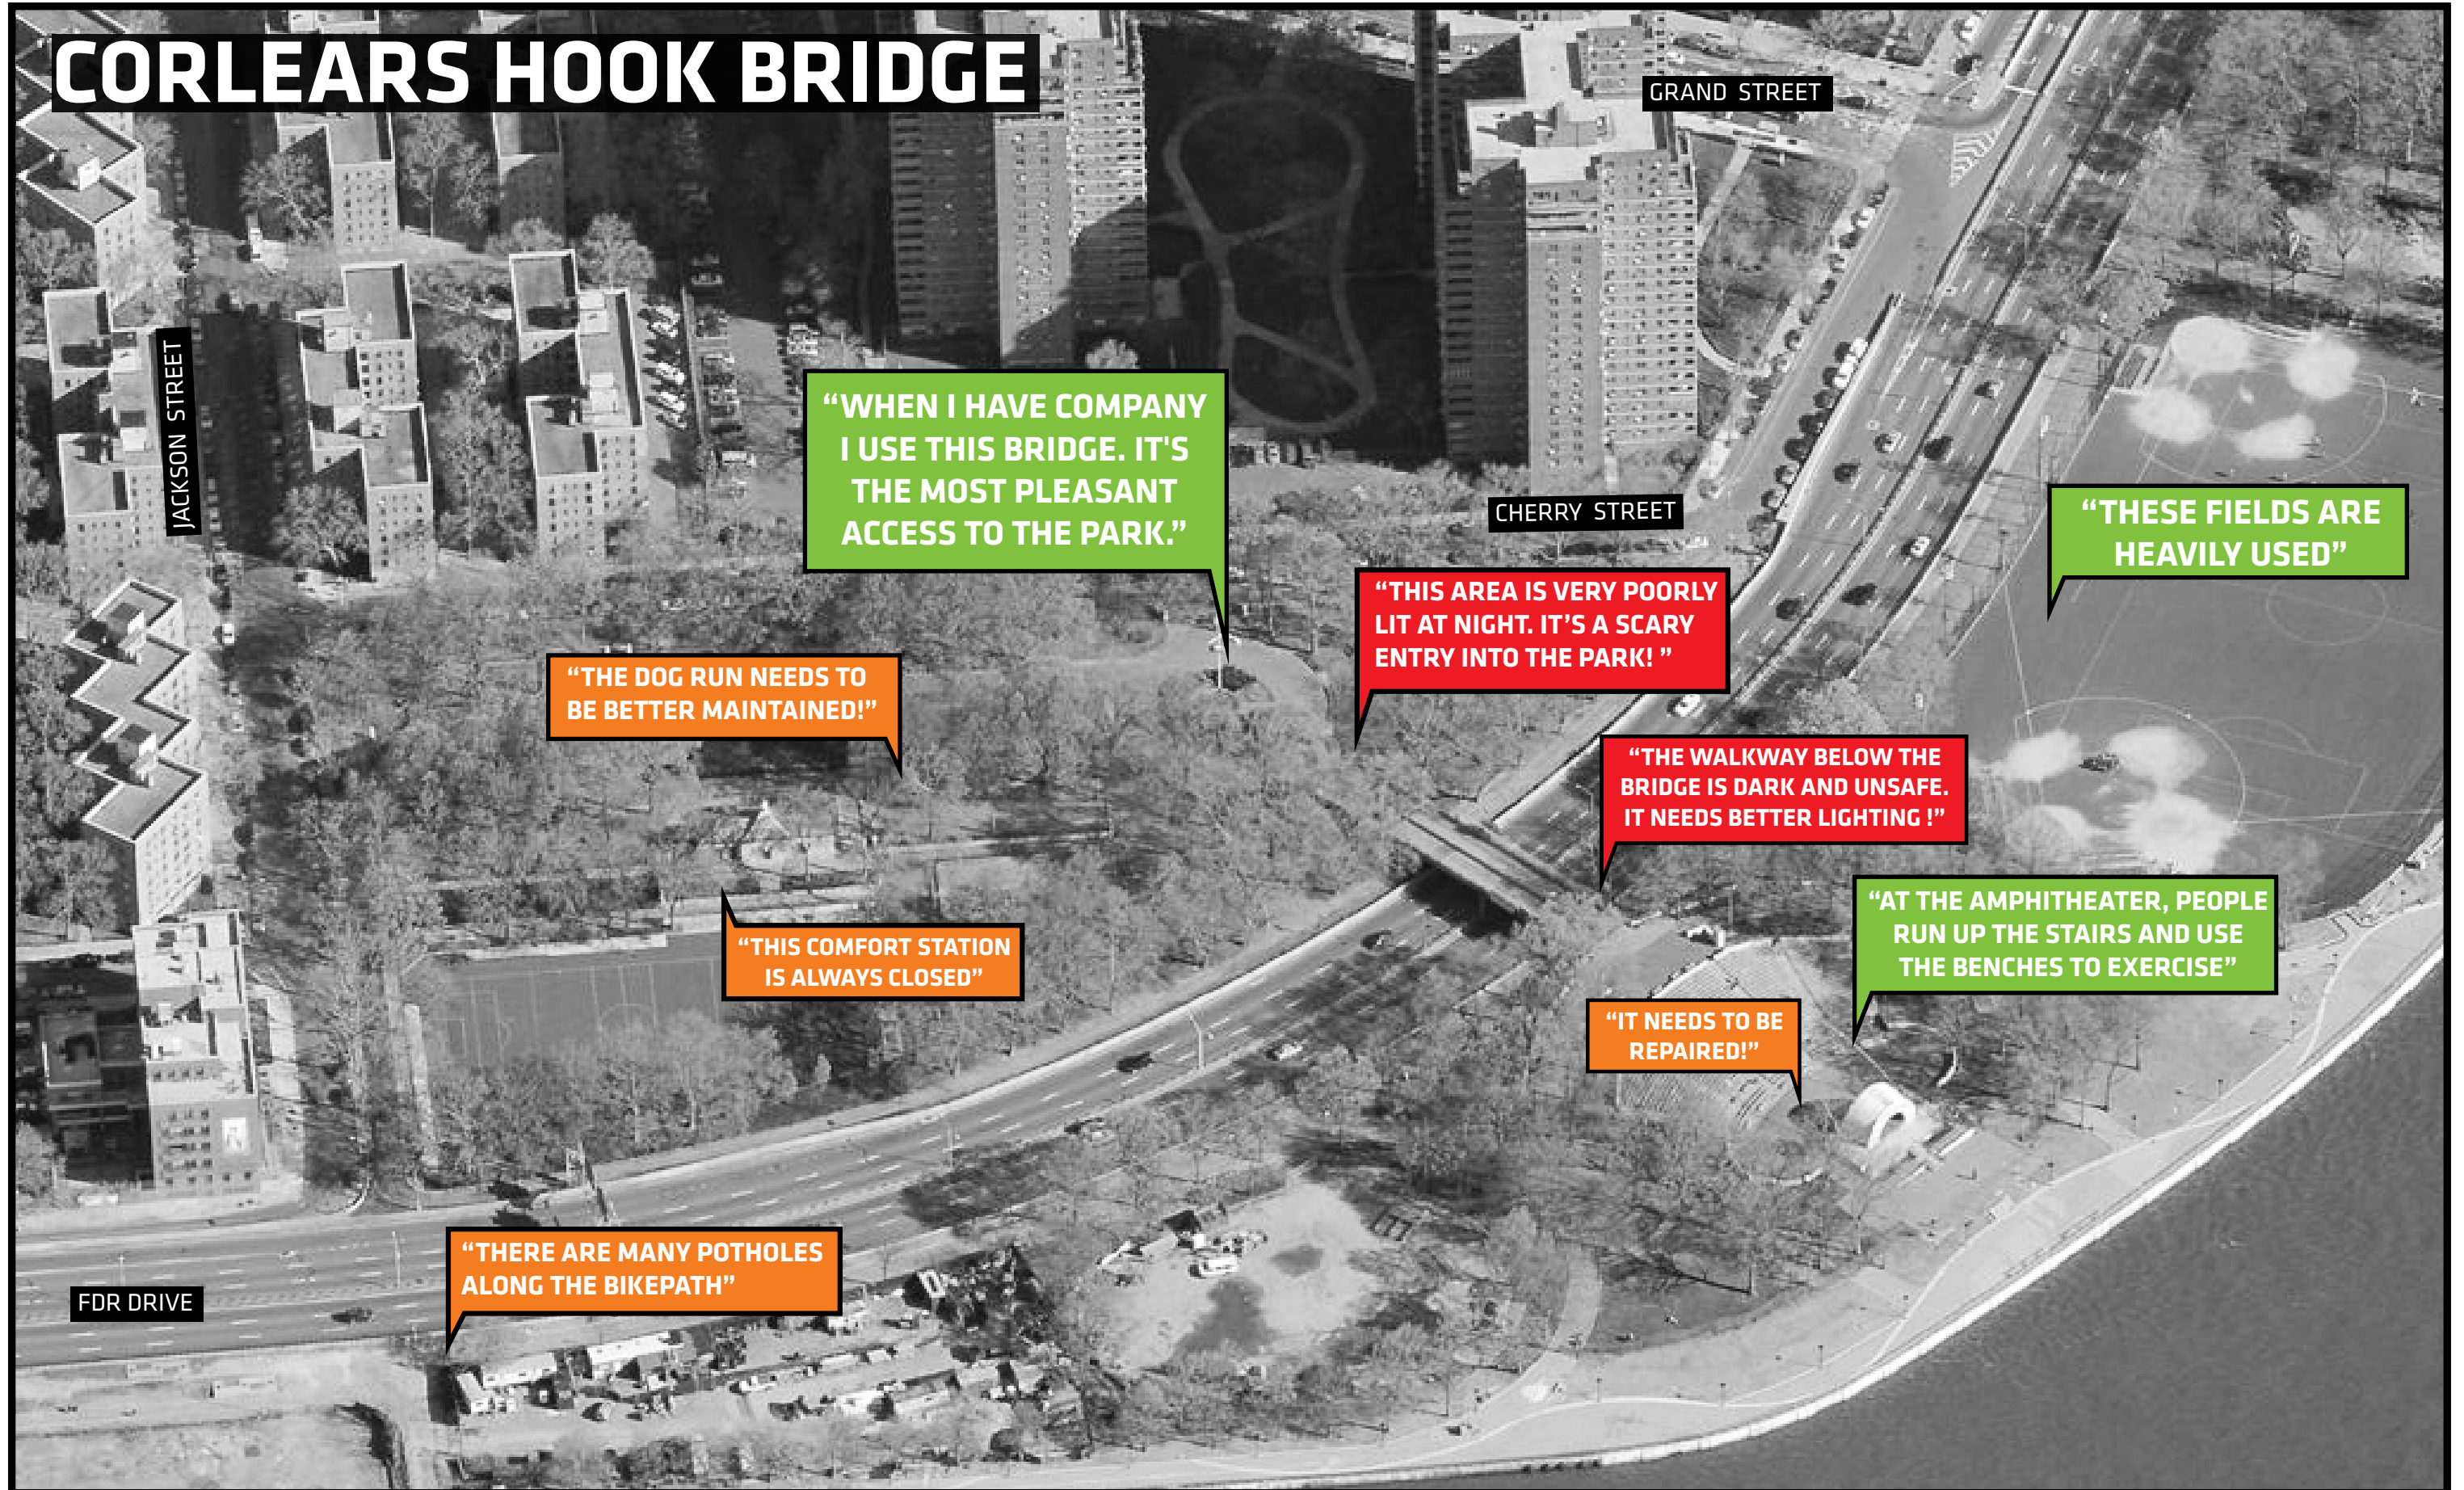 CORLEARS HOOK BRIDGE
GRAND STREET
JACKSON STREET
“WHEN I HAVE COMPANY
I USE THIS BRIDGE. IT'S
THE MOST PLEASANT
ACCESS TO THE PARK.”
CHERRY STREET
“THESE FIELDS ARE
HEAVILY USED”
“THIS AREA IS VERY POORLY
LIT AT NIGHT. IT’S A SCARY
ENTRY INTO THE PARK! ”
“THE DOG RUN NEEDS TO
BE BETTER MAINTAINED!”
“THE WALKWAY BELOW THE
BRIDGE IS DARK AND UNSAFE.
IT NEEDS BETTER LIGHTING !”
“AT THE AMPHITHEATER, PEOPLE
RUN UP THE STAIRS AND USE
THE BENCHES TO EXERCISE”
“THIS COMFORT STATION
IS ALWAYS CLOSED”
“IT NEEDS TO BE
REPAIRED!”
“THERE ARE MANY POTHOLES
ALONG THE BIKEPATH”
FDR DRIVE